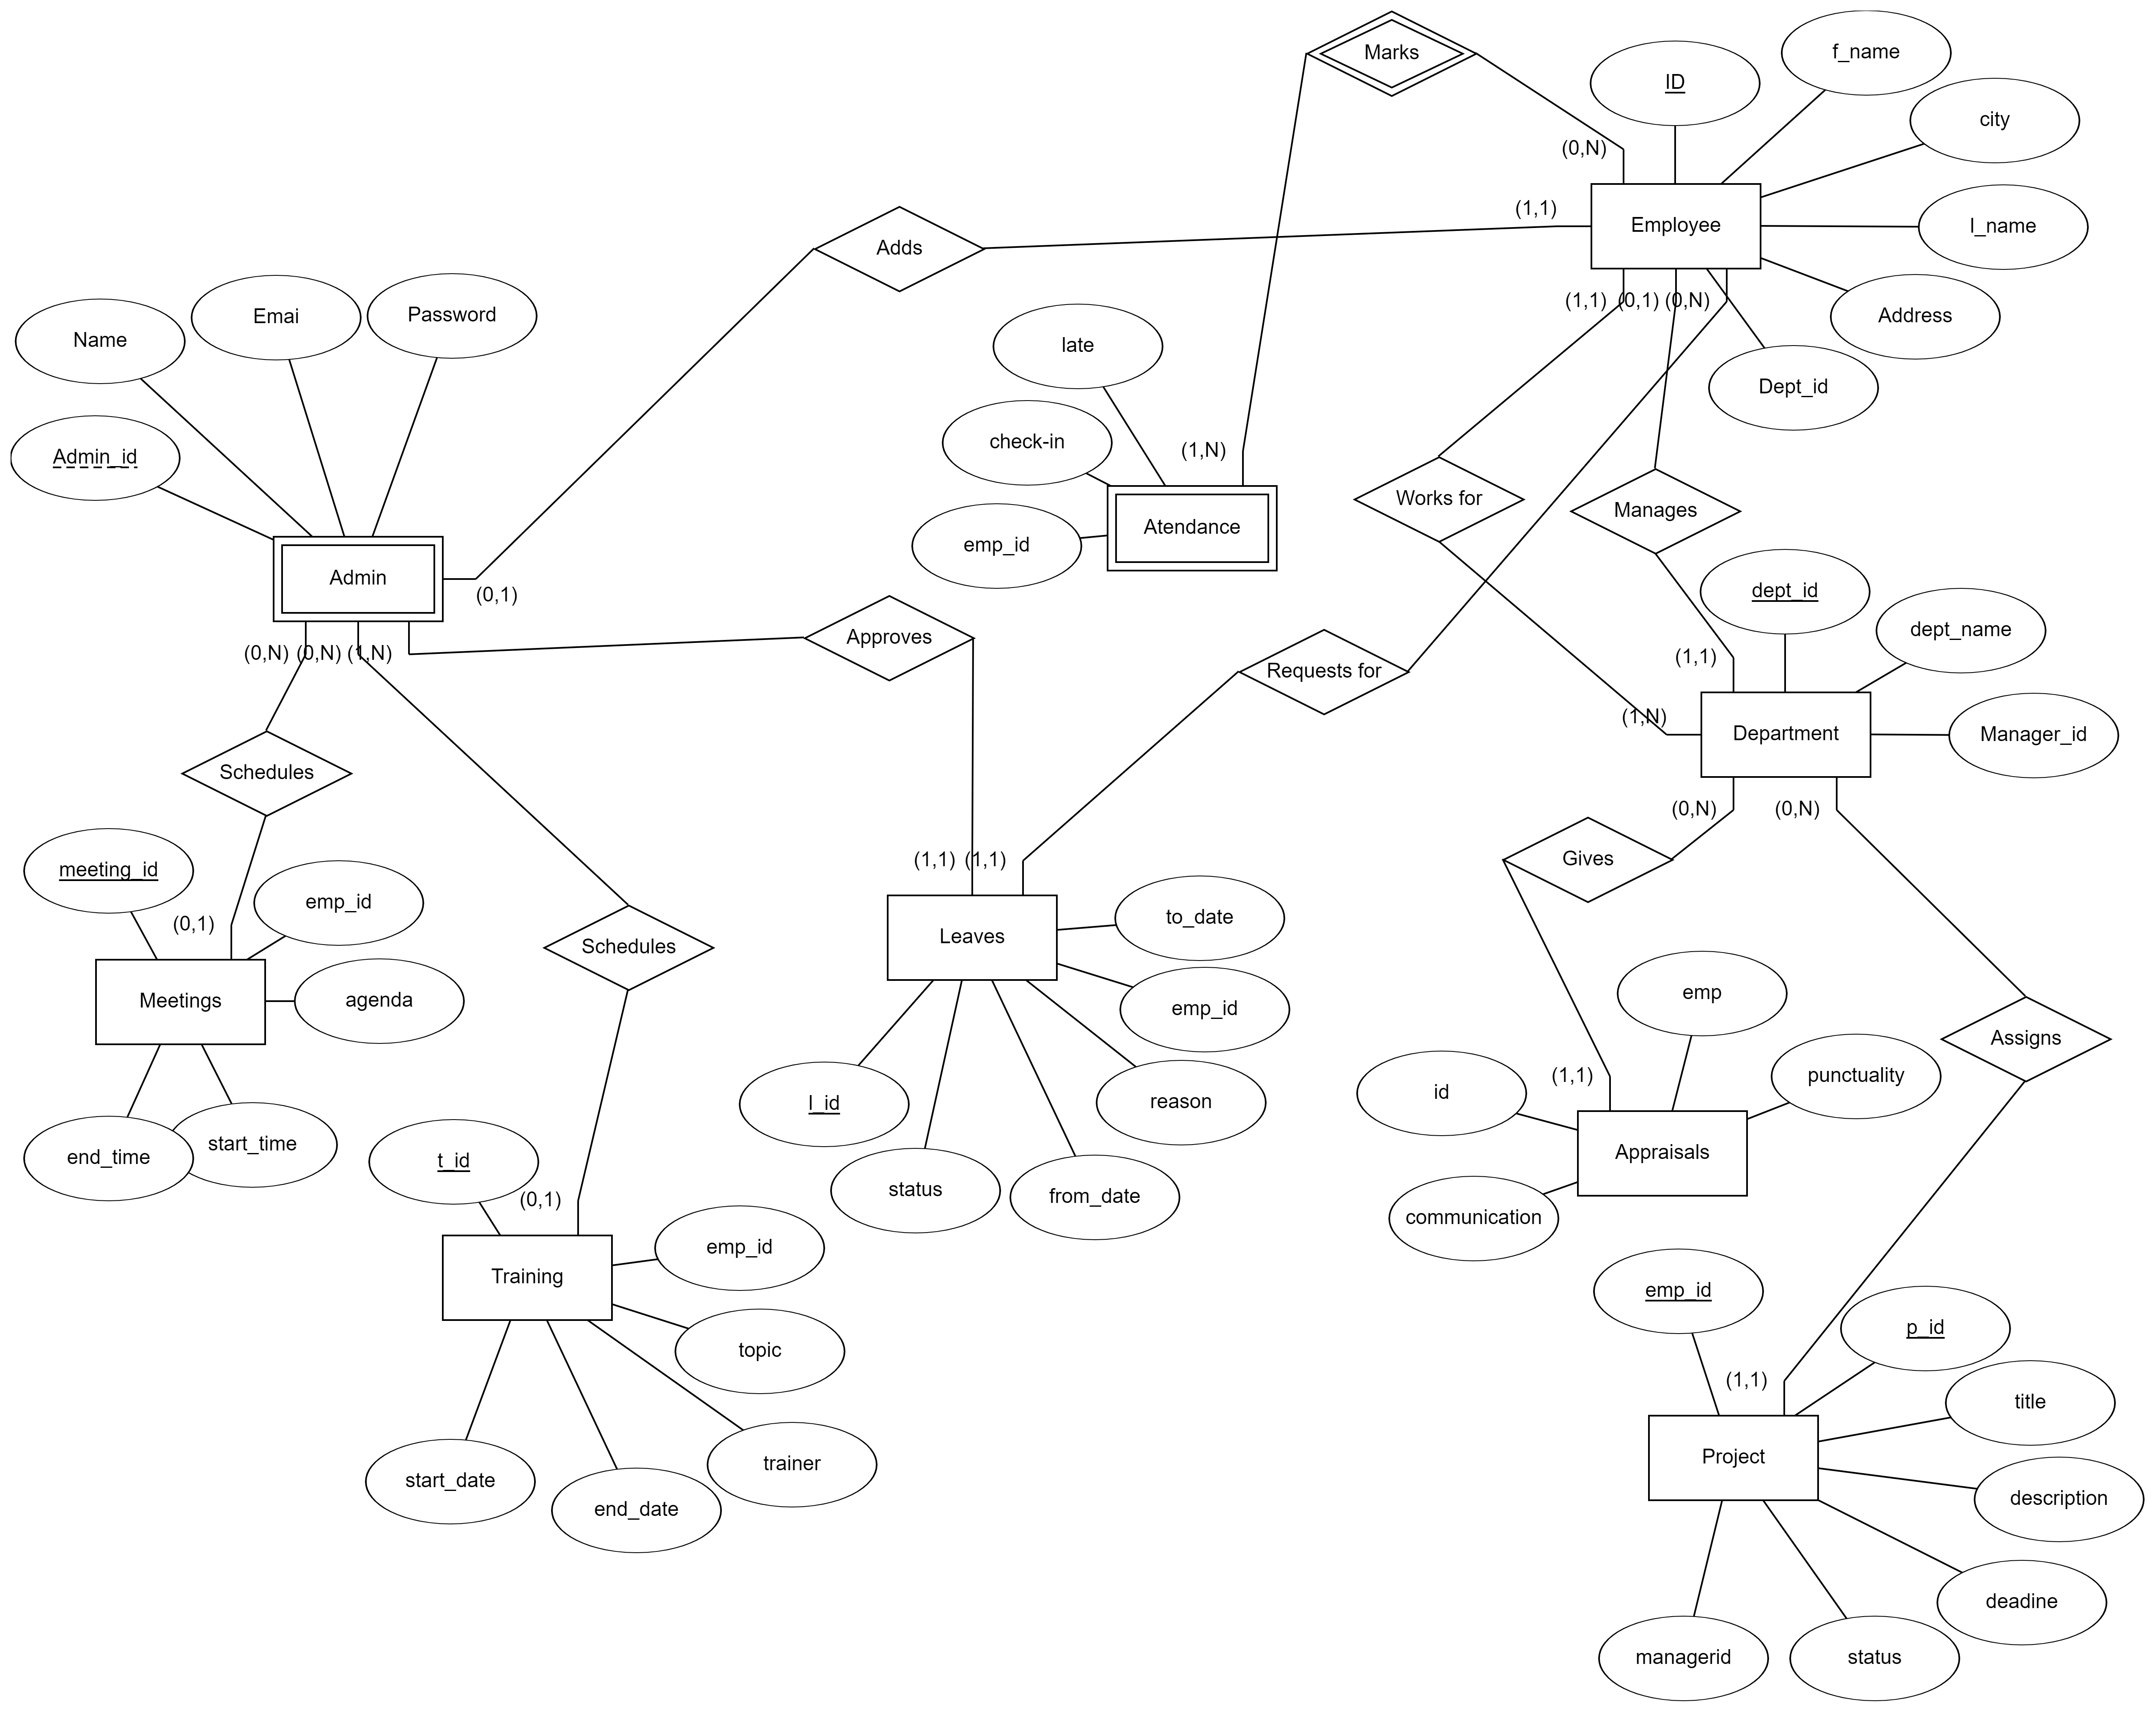 Marks
f_name
ID
city
(0,N)
(1,1)
Employee
l_name
Adds
(1,1)
(0,1)
(0,N)
Address
Name
Emai
Password
late
Dept_id
Admin_id
check-in
(1,N)
Works for
Manages
emp_id
Atendance
Admin
(0,1)
dept_id
dept_name
Approves
(0,N)
(0,N)
(1,N)
Requests for
(1,1)
(1,N)
Department
Manager_id
Schedules
(0,N)
(0,N)
Gives
meeting_id
emp_id
(1,1)
(1,1)
(0,1)
Schedules
Leaves
to_date
Meetings
agenda
emp_id
emp
Assigns
id
(1,1)
punctuality
l_id
reason
end_time
start_time
Appraisals
t_id
(0,1)
status
from_date
communication
Training
emp_id
emp_id
p_id
topic
(1,1)
title
start_date
trainer
Project
description
end_date
deadine
managerid
status